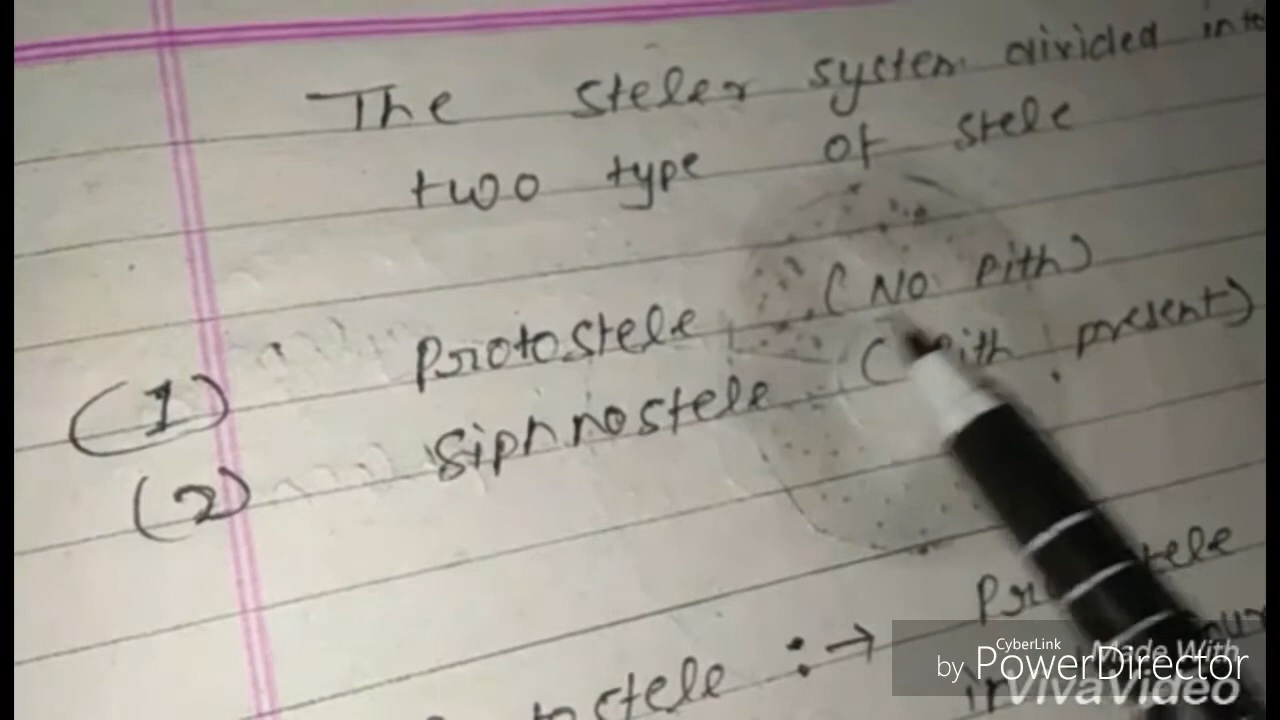 The steler system divided into
two type of stele
(1) Protostele (No Pith)
(2) Siphnostele (Pith present)
stele :→
by CyberLink PowerDirector
Made With
VivaVideo